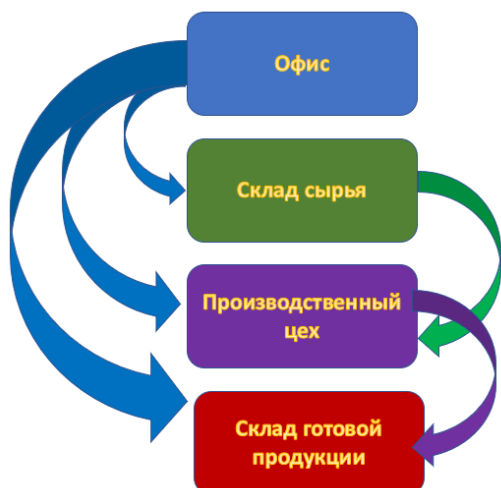 Офис
Склад сырья
Производственный
цех
Склад готовой
продукции